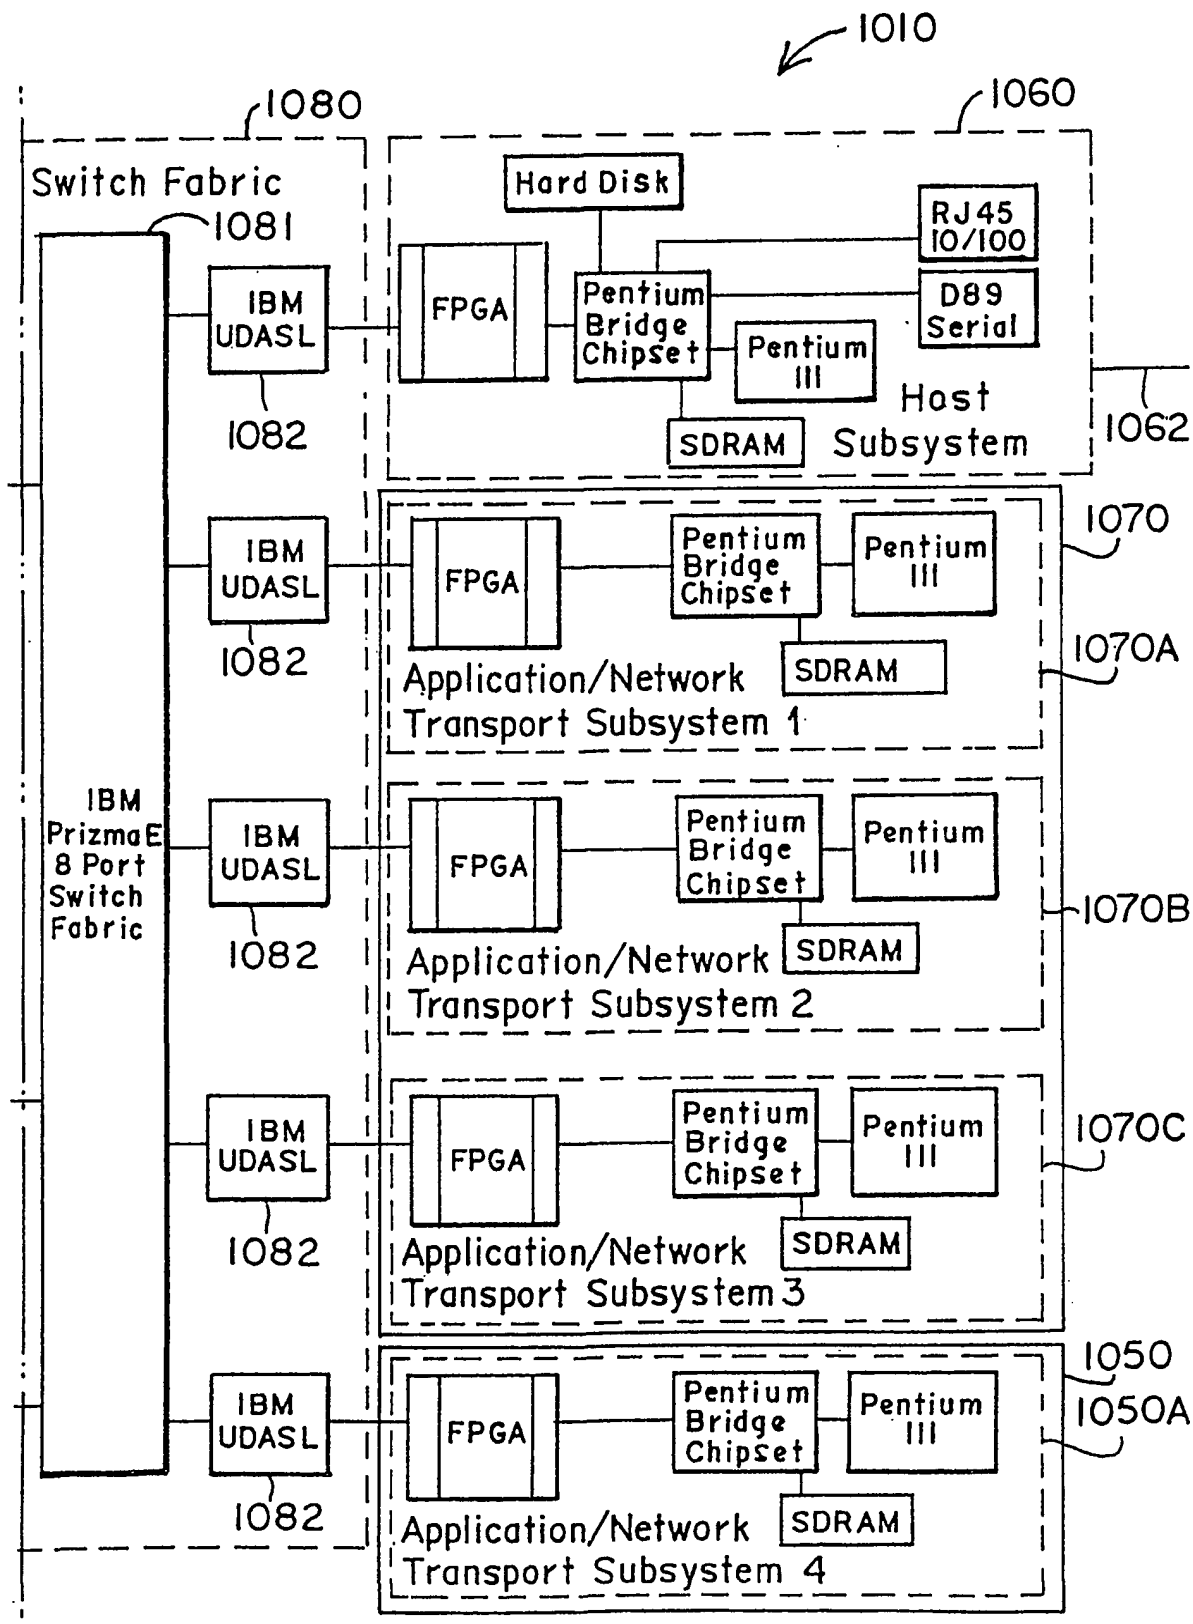 1010
1080
1060
Switch Fabric
1081
Hard Disk
RJ45
10/100
IBM
UDASL
FPGA
Pentium
Bridge
Chipset
D89
Serial
Pentium
III
1082
SDRAM
Host
Subsystem
1062
IBM
UDASL
FPGA
Pentium
Bridge
Chipset
Pentium
III
1070
1082
SDRAM
1070A
Application/Network
Transport Subsystem 1
IBM
PrizmaE
8 Port
Switch
Fabric
IBM
UDASL
FPGA
Pentium
Bridge
Chipset
Pentium
III
1070B
1082
SDRAM
Application/Network
Transport Subsystem 2
IBM
UDASL
FPGA
Pentium
Bridge
Chipset
Pentium
III
1070C
1082
SDRAM
Application/Network
Transport Subsystem 3
1050
IBM
UDASL
FPGA
Pentium
Bridge
Chipset
Pentium
III
1050A
1082
SDRAM
Application/Network
Transport Subsystem 4